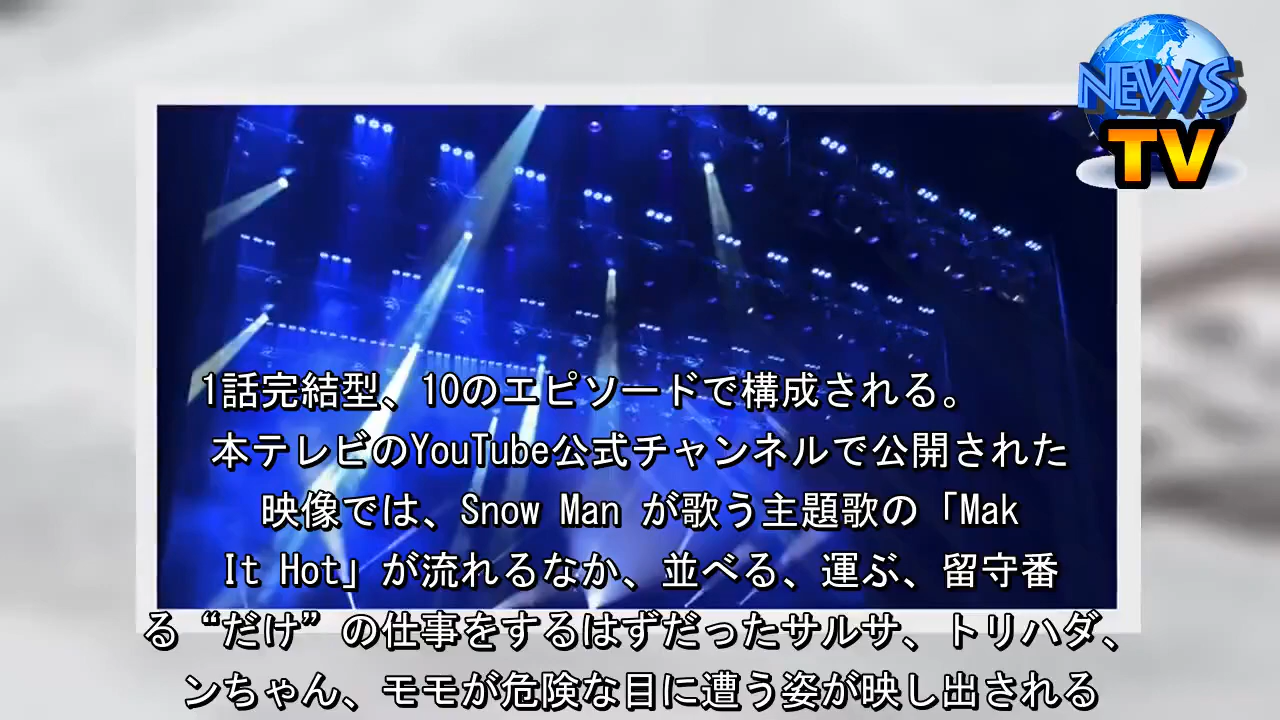 NEWS
TV
1話完結型、10のエピソードで構成される。
本テレビのYouTube公式チャンネルで公開された
映像では、Snow Man が歌う主題歌の「Mak
It Hot」が流れるなか、並べる、運ぶ、留守番
る“だけ”の仕事をするはずだったサルサ、トリハダ、
ンちゃん、モモが危険な目に遭う姿が映し出される